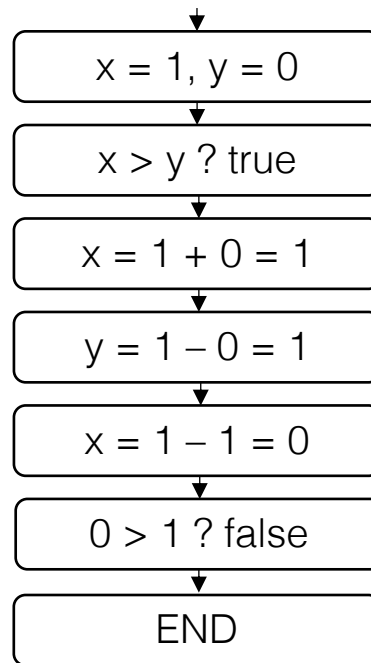 x = 1, y = 0
x > y ? true
x = 1 + 0 = 1
y = 1 – 0 = 1
x = 1 – 1 = 0
0 > 1 ? false
END